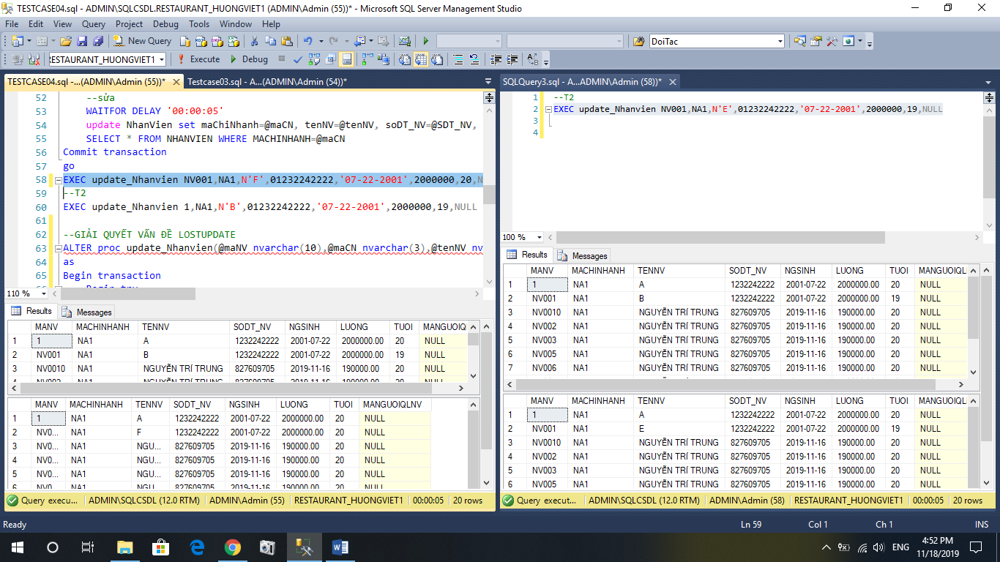 TESTCASE04.sql - ADMIN\SQLCSDL.RESTAURANT_HUONGVIET1 (ADMIN\Admin (55))* - Microsoft SQL Server Management Studio
File Edit View Query Project Debug Tools Window Help
New Query DoiTac
RESTAURANT_HUONGVIET1 Execute Debug
TESTCASE04.sql -...(ADMIN\Admin (55))* Testcase03.sql - A...(ADMIN\Admin (54))*
52 --sửa
53 WAITFOR DELAY '00:00:05'
54 update NhanVien set maChiNhanh=@maCN, tenNV=@tenNV, soDT_NV=@SDT_NV,
55 SELECT * FROM NHANVIEN WHERE MACHINHANH=@maCN
56 Commit transaction
57 go
58 EXEC update_Nhanvien NV001,NA1,N'F',01232242222,'07-22-2001',2000000,20,N
59 --T2
60 EXEC update_Nhanvien 1,NA1,N'B',01232242222,'07-22-2001',2000000,19,NULL
61
62 --GIẢI QUYẾT VẤN ĐỀ LOSTUPDATE
63 ALTER proc update_Nhanvien(@maNV nvarchar(10),@maCN nvarchar(3),@tenNV nv
64 as
65 Begin transaction
110 %
Results Messages
MANV MACHINHANH TENNV SODT_NV NGSINH LUONG TUOI MANGUOIQL
1 1 NA1 A 1232242222 2001-07-22 2000000.00 20 NULL
2 NV001 NA1 B 1232242222 2001-07-22 2000000.00 19 NULL
3 NV0010 NA1 NGUYỄN TRÍ TRUNG 827609705 2019-11-16 190000.00 20 NULL
MANV MACHINHANH TENNV SODT_NV NGSINH LUONG TUOI MANGUOIQLNV
1 1 NA1 A 1232242222 2001-07-22 2000000.00 20 NULL
2 NV0... NA1 F 1232242222 2001-07-22 2000000.00 20 NULL
3 NV0... NA1 NGU... 827609705 2019-11-16 190000.00 20 NULL
4 NV0... NA1 NGU... 827609705 2019-11-16 190000.00 20 NULL
5 NV0... NA1 NGU... 827609705 2019-11-16 190000.00 20 NULL
6 NV0 NA1 NGU 827609705 2019-11-16 190000.00 20 NULL
Query execu... ADMIN\SQLCSDL (12.0 RTM) ADMIN\Admin (55) RESTAURANT_HUONGVIET1 00:00:05 20 rows
SQLQuery3.sql - A...ADMIN\Admin (58))*
1 --T2
2 EXEC update_Nhanvien NV001,NA1,N'E',01232242222,'07-22-2001',2000000,19,NULL
3
4
100 %
Results Messages
MANV MACHINHANH TENNV SODT_NV NGSINH LUONG TUOI MANGUOIQL
1 1 NA1 A 1232242222 2001-07-22 2000000.00 20 NULL
2 NV001 NA1 B 1232242222 2001-07-22 2000000.00 19 NULL
3 NV0010 NA1 NGUYỄN TRÍ TRUNG 827609705 2019-11-16 190000.00 20 NULL
4 NV002 NA1 NGUYỄN TRÍ TRUNG 827609705 2019-11-16 190000.00 20 NULL
5 NV003 NA1 NGUYỄN TRÍ TRUNG 827609705 2019-11-16 190000.00 20 NULL
6 NV005 NA1 NGUYỄN TRÍ TRUNG 827609705 2019-11-16 190000.00 20 NULL
7 NV006 NA1 NGUYỄN TRÍ TRUNG 827609705 2019-11-16 190000.00 20 NULL
MANV MACHINHANH TENNV SODT_NV NGSINH LUONG TUOI MANGUOIQL
1 1 NA1 A 1232242222 2001-07-22 2000000.00 20 NULL
2 NV001 NA1 E 1232242222 2001-07-22 2000000.00 19 NULL
3 NV0010 NA1 NGUYỄN TRÍ TRUNG 827609705 2019-11-16 190000.00 20 NULL
4 NV002 NA1 NGUYỄN TRÍ TRUNG 827609705 2019-11-16 190000.00 20 NULL
5 NV003 NA1 NGUYỄN TRÍ TRUNG 827609705 2019-11-16 190000.00 20 NULL
6 NV005 NA1 NGUYỄN TRÍ TRUNG 827609705 2019-11-16 190000.00 20 NULL
Query execut... ADMIN\SQLCSDL (12.0 RTM) ADMIN\Admin (58) RESTAURANT_HUONGVIET1 00:00:05 20 rows
Ready Ln 59 Col 1 Ch 1 INS
ENG 4:52 PM
11/18/2019